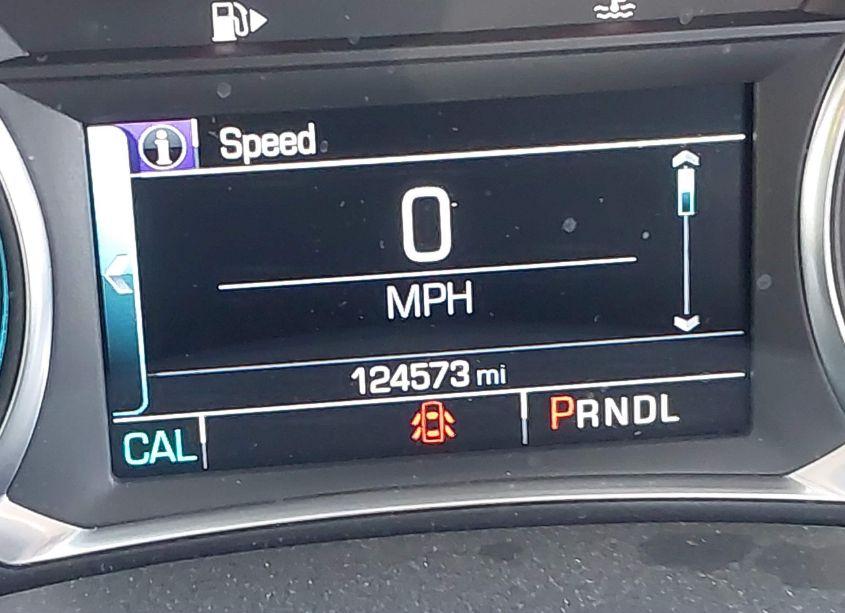 Speed
0
MPH
124573 mi
CAL
PRNDL